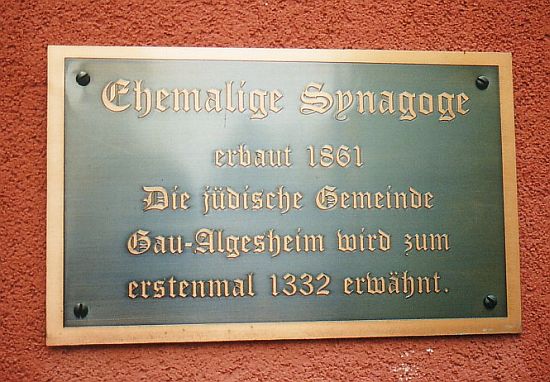 Ehemalige Synagoge
erbaut 1861
Die jüdische Gemeinde
Gau-Algesheim wird zum
erstenmal 1332 erwähnt.